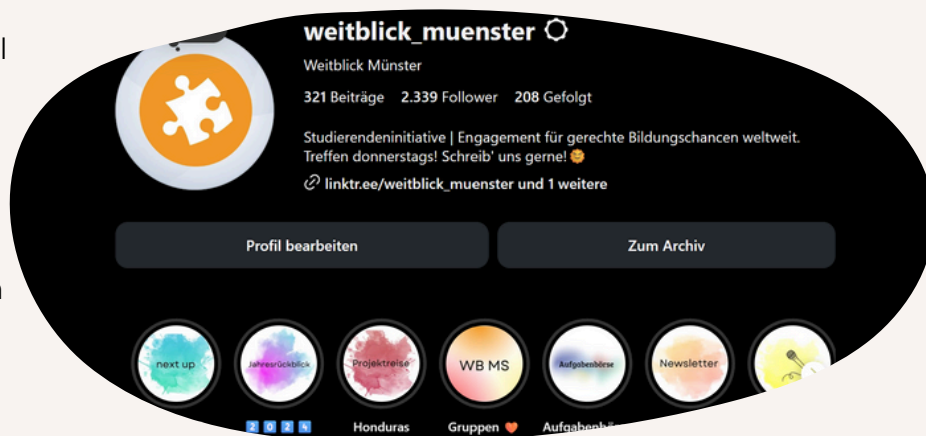 l
weitblick_muenster
Weitblick Münster
321 Beiträge 2.339 Follower 208 Gefolgt
Studierendeninitiative | Engagement für gerechte Bildungschancen weltweit.
Treffen donnerstags! Schreib' uns gerne! 🌞
linktr.ee/weitblick_muenster und 1 weitere
Profil bearbeiten Zum Archiv
next up Jahresrückblick Projektreise WB MS Aufgabenbörse Newsletter
2 0 2 4 Honduras Gruppen ❤️